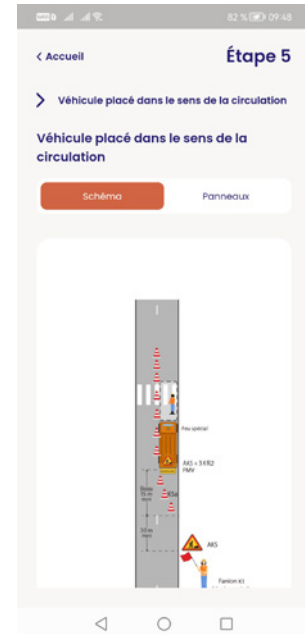 82 % 09:48
Accueil
Étape 5
Véhicule placé dans le sens de la circulation
Véhicule placé dans le sens de la
circulation
Schéma
Panneaux
Feu spécial
AK5 + 3 KR2
PMV
K5a
AK5
Fanion K1